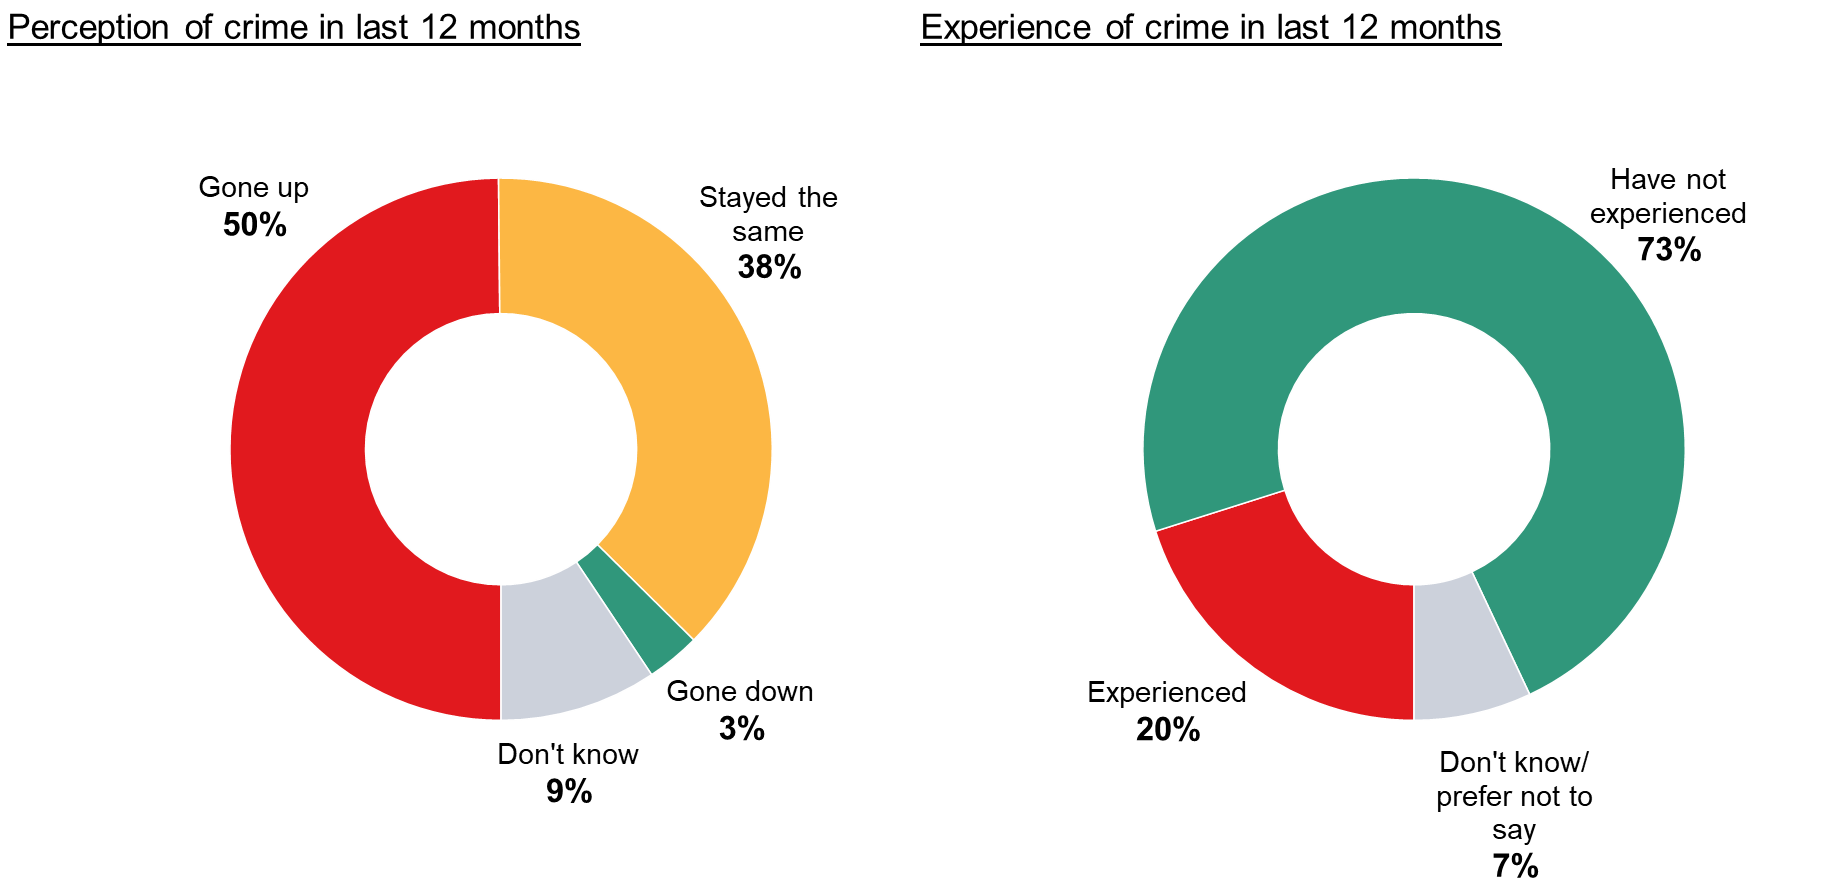 Perception of crime in last 12 months
Gone up
50%
Stayed the
same
38%
Gone down
3%
Don't know
9%
Experience of crime in last 12 months
Have not
experienced
73%
Experienced
20%
Don't know/
prefer not to
say
7%